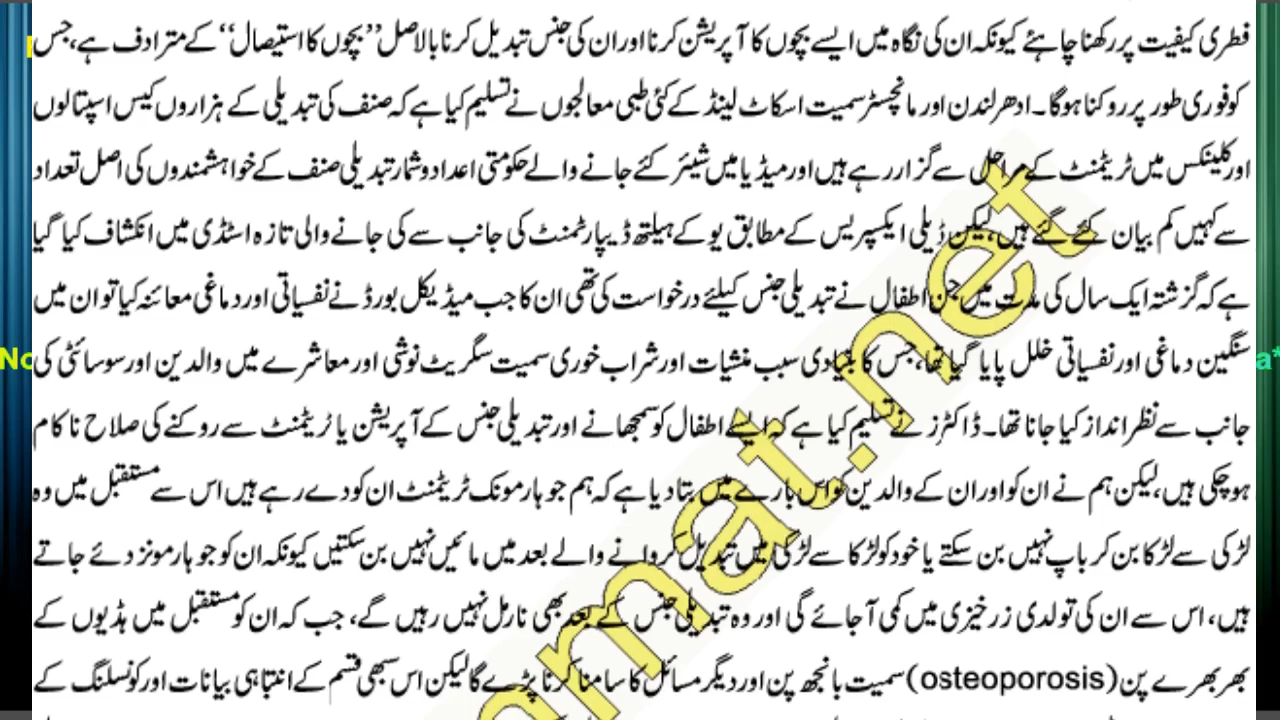 فطری کیفیت پر رکھنا چاہئے کیونکہ ان کی نگاہ میں ایسے بچوں کا آپریشن کرنا اور ان کی جنس تبدیل کرنا بالاصل ’’بچوں کا استیصال‘‘ کے مترادف ہے، جس
کو فوری طور پر روکنا ہوگا۔ ادھر لندن اور مانچسٹر سمیت اسکاٹ لینڈ کے کئی طبی معالجوں نے تسلیم کیا ہے کہ صنف کی تبدیلی کے ہزاروں کیس اسپتالوں
اور کلینکس میں ٹریٹمنٹ کے مراحل سے گزار رہے ہیں اور میڈیا میں شیئر کئے جانے والے حکومتی اعداد و شمار تبدیلی صنف کے خواہشمندوں کی اصل تعداد
سے کہیں کم بیان کئے گئے ہیں، لیکن ڈیلی ایکسپریس کے مطابق یو کے ہیلتھ ڈیپارٹمنٹ کی جانب سے کی جانے والی تازہ اسٹڈی میں انکشاف کیا گیا
ہے کہ گزشتہ ایک سال کی مدت میں جن اطفال نے تبدیلی جنس کیلئے درخواست کی تھی ان کا جب میڈیکل بورڈ نے نفسیاتی اور دماغی معائنہ کیا تو ان میں
سنگین دماغی اور نفسیاتی خلل پایا گیا تھا، جس کا بنیادی سبب منشیات اور شراب خوری سمیت سگریٹ نوشی اور معاشرے میں والدین اور سوسائٹی کی
جانب سے نظر انداز کیا جانا تھا۔ ڈاکٹرز نے تسلیم کیا ہے کہ ایسے اطفال کو سمجھانے اور تبدیلی جنس کے آپریشن یا ٹریٹمنٹ سے روکنے کی صلاح ناکام
ہوچکی ہیں، لیکن ہم نے ان کو اور ان کے والدین کو اس بارے میں بتا دیا ہے کہ ہم جو ہارمونک ٹریٹمنٹ ان کو دے رہے ہیں اس سے مستقبل میں وہ
لڑکی سے لڑکا بن کر باپ نہیں بن سکتے یا خود کو لڑکا سے لڑکی میں تبدیل کروانے والے بعد میں مائیں نہیں بن سکتیں کیونکہ ان کو جو ہارمونز دئے جاتے
ہیں، اس سے ان کی تولدی زرخیزی میں کمی آجائے گی اور وہ تبدیلی جنس کے بعد بھی نارمل نہیں رہیں گے، جب کہ ان کو مستقبل میں ہڈیوں کے
بھربھرے پن (osteoporosis) سمیت بانجھ پن اور دیگر مسائل کا سامنا کرنا پڑے گا لیکن اس سبھی قسم کے انتباہی بیانات اور کونسلنگ کے
mmat.net
No